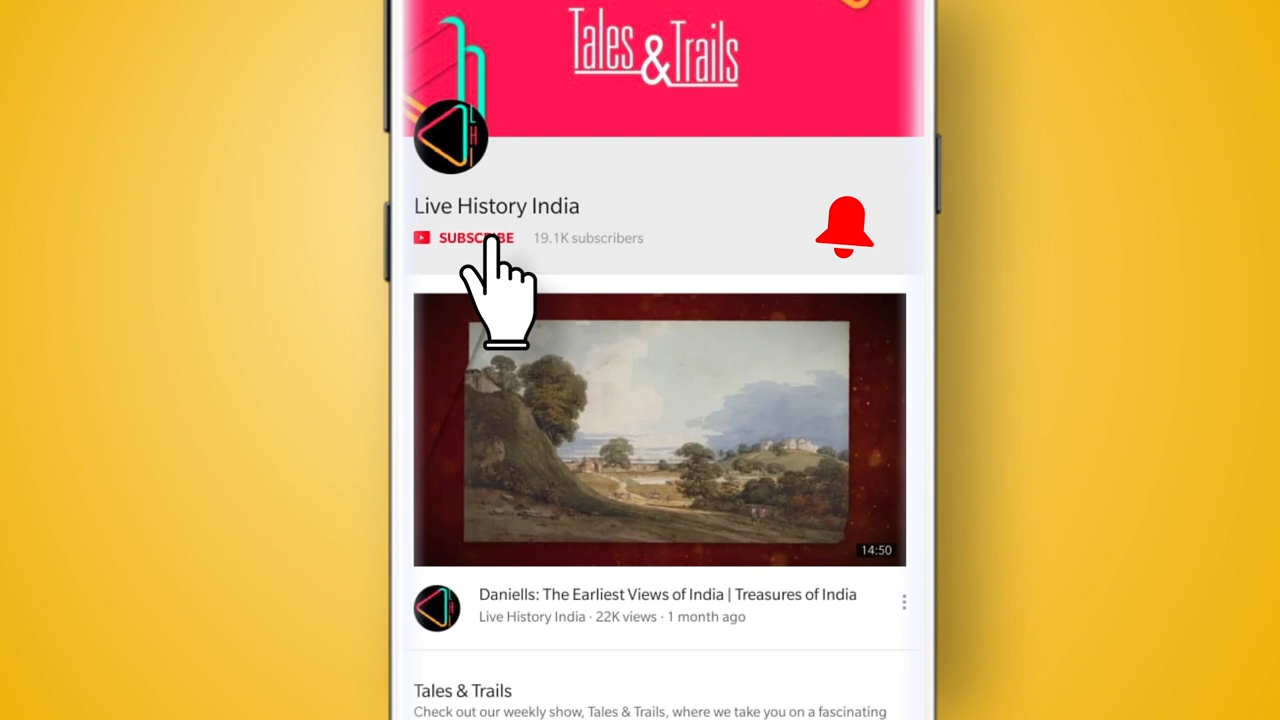 Tales & Trails
LHI
Live History India
SUBSCRIBE 19.1K subscribers
14:50
Daniells: The Earliest Views of India | Treasures of India
LHI
Live History India · 22K views · 1 month ago
Tales & Trails
Check out our weekly show, Tales & Trails, where we take you on a fascinating